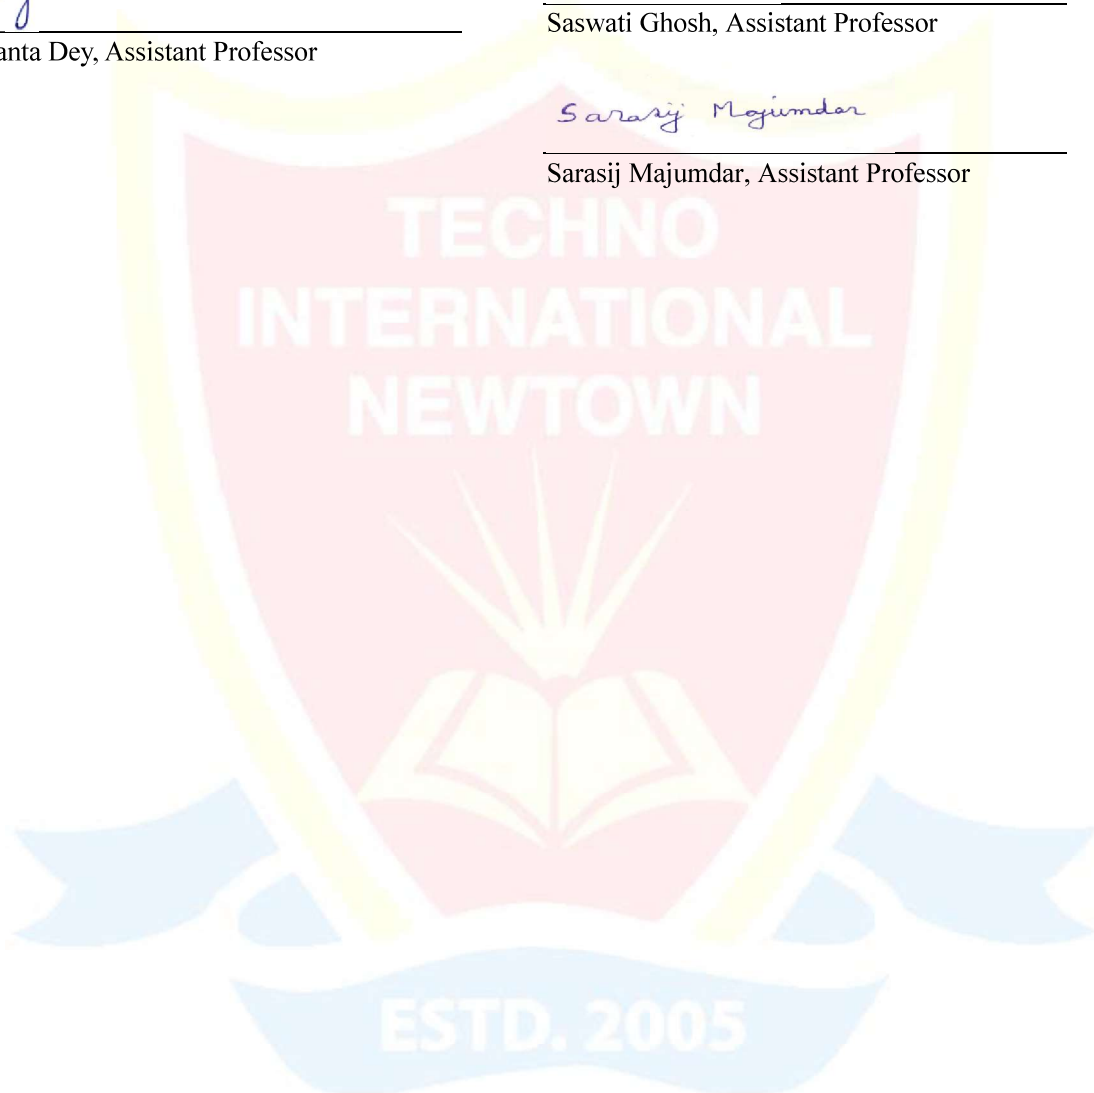 Saswati Ghosh, Assistant Professor
anta Dey, Assistant Professor
Sarasij Majumdar
Sarasij Majumdar, Assistant Professor
TECHNO
INTERNATIONAL
NEWTOWN
ESTD. 2005